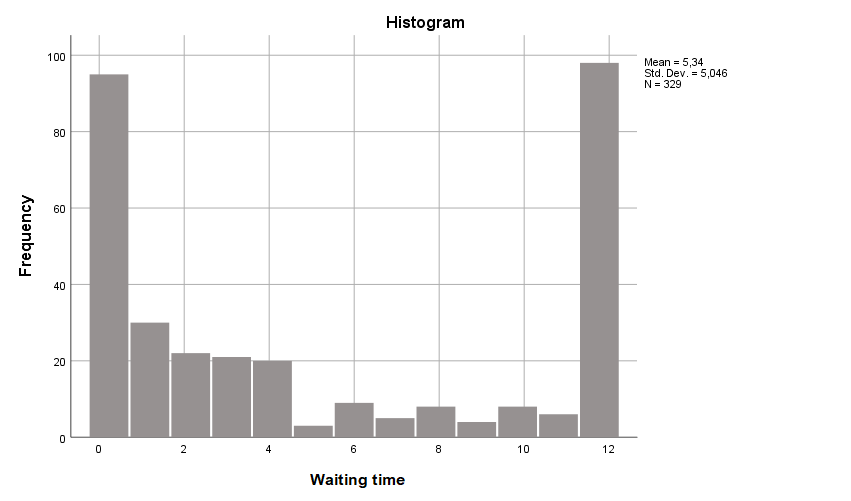 Histogram
100
80
60
40
20
0
Frequency
0 2 4 6 8 10 12
Waiting time
Mean = 5,34
Std. Dev. = 5,046
N = 329